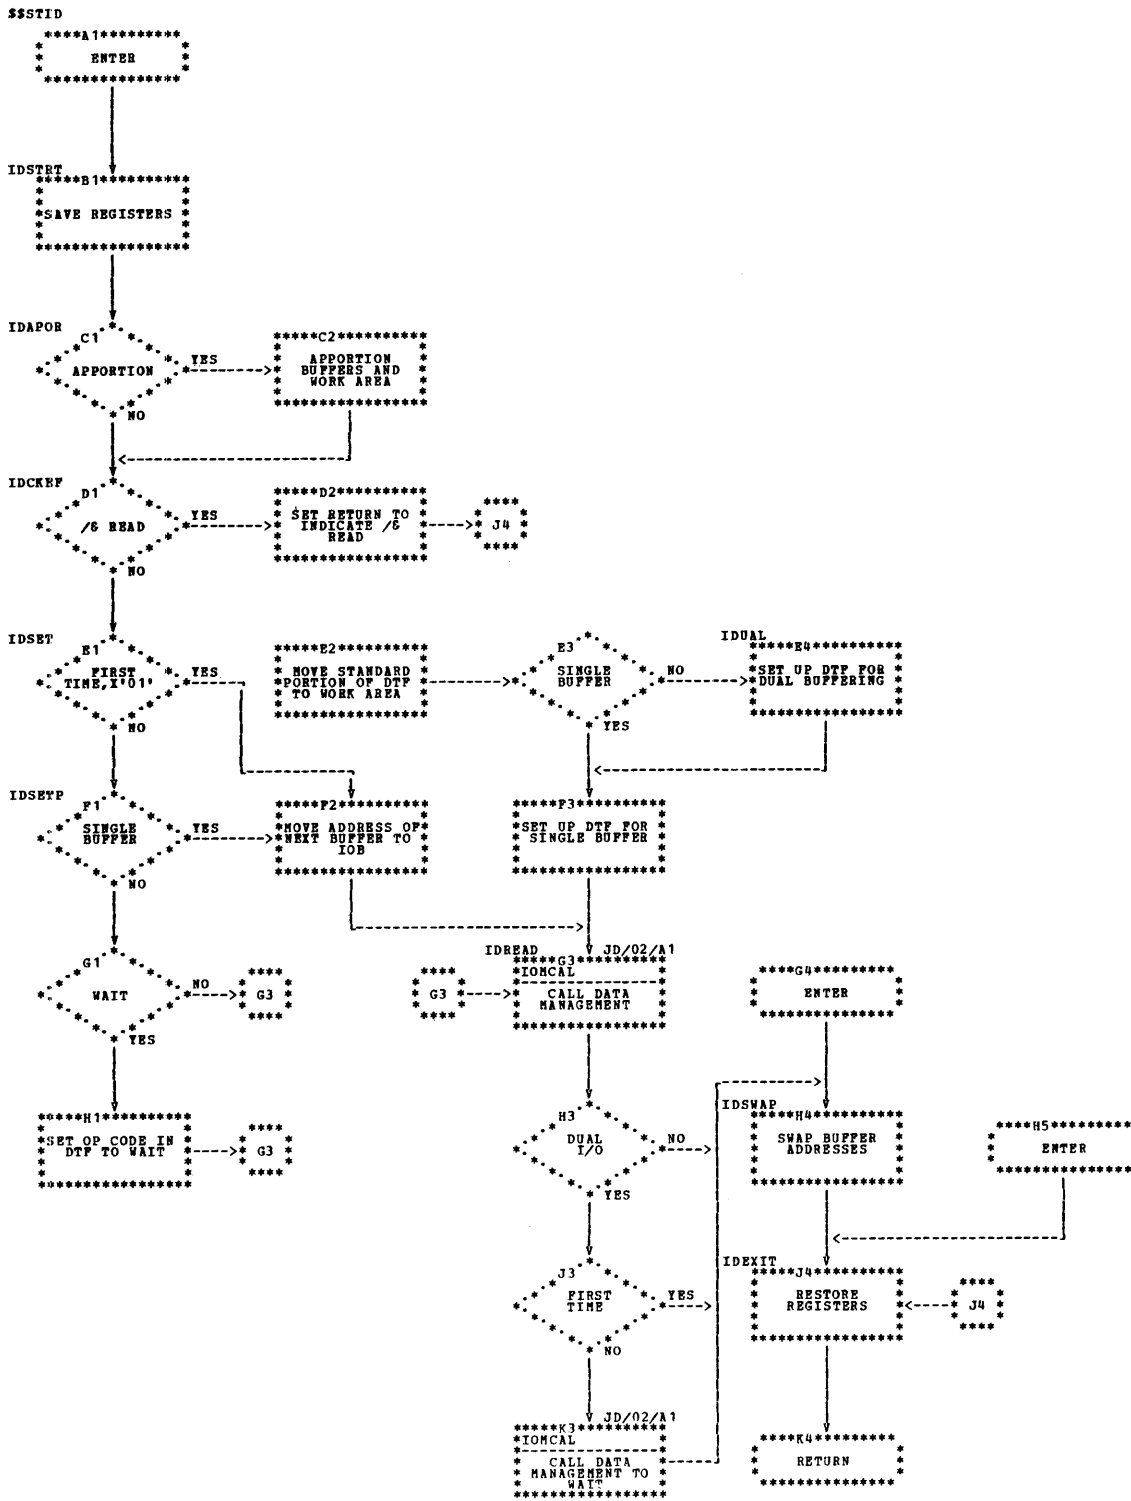 $$STID
A1
ENTER
IDSTRT
B1
SAVE REGISTERS
IDAPOR
C1
APPORTION
YES
NO
C2
APPORTION
BUFFERS AND
WORK AREA
IDCKEF
D1
/& READ
YES
NO
D2
SET RETURN TO
INDICATE /&
READ
J4
IDSET
E1
FIRST
TIME,X'01'
YES
NO
E2
MOVE STANDARD
PORTION OF DTF
TO WORK AREA
E3
SINGLE
BUFFER
NO
YES
IDUAL
E4
SET UP DTF FOR
DUAL BUFFERING
IDSETP
F1
SINGLE
BUFFER
YES
NO
F2
MOVE ADDRESS OF
NEXT BUFFER TO
IOB
F3
SET UP DTF FOR
SINGLE BUFFER
G1
WAIT
NO
YES
G3
G3
IDREAD
JD/02/A1
G3
IOMCAL
CALL DATA
MANAGEMENT
G4
ENTER
H1
SET OP CODE IN
DTF TO WAIT
G3
H3
DUAL
I/O
NO
YES
IDSWAP
H4
SWAP BUFFER
ADDRESSES
H5
ENTER
J3
FIRST
TIME
YES
NO
IDEXIT
J4
RESTORE
REGISTERS
J4
JD/02/A1
K3
IOMCAL
CALL DATA
MANAGEMENT TO
WAIT
K4
RETURN